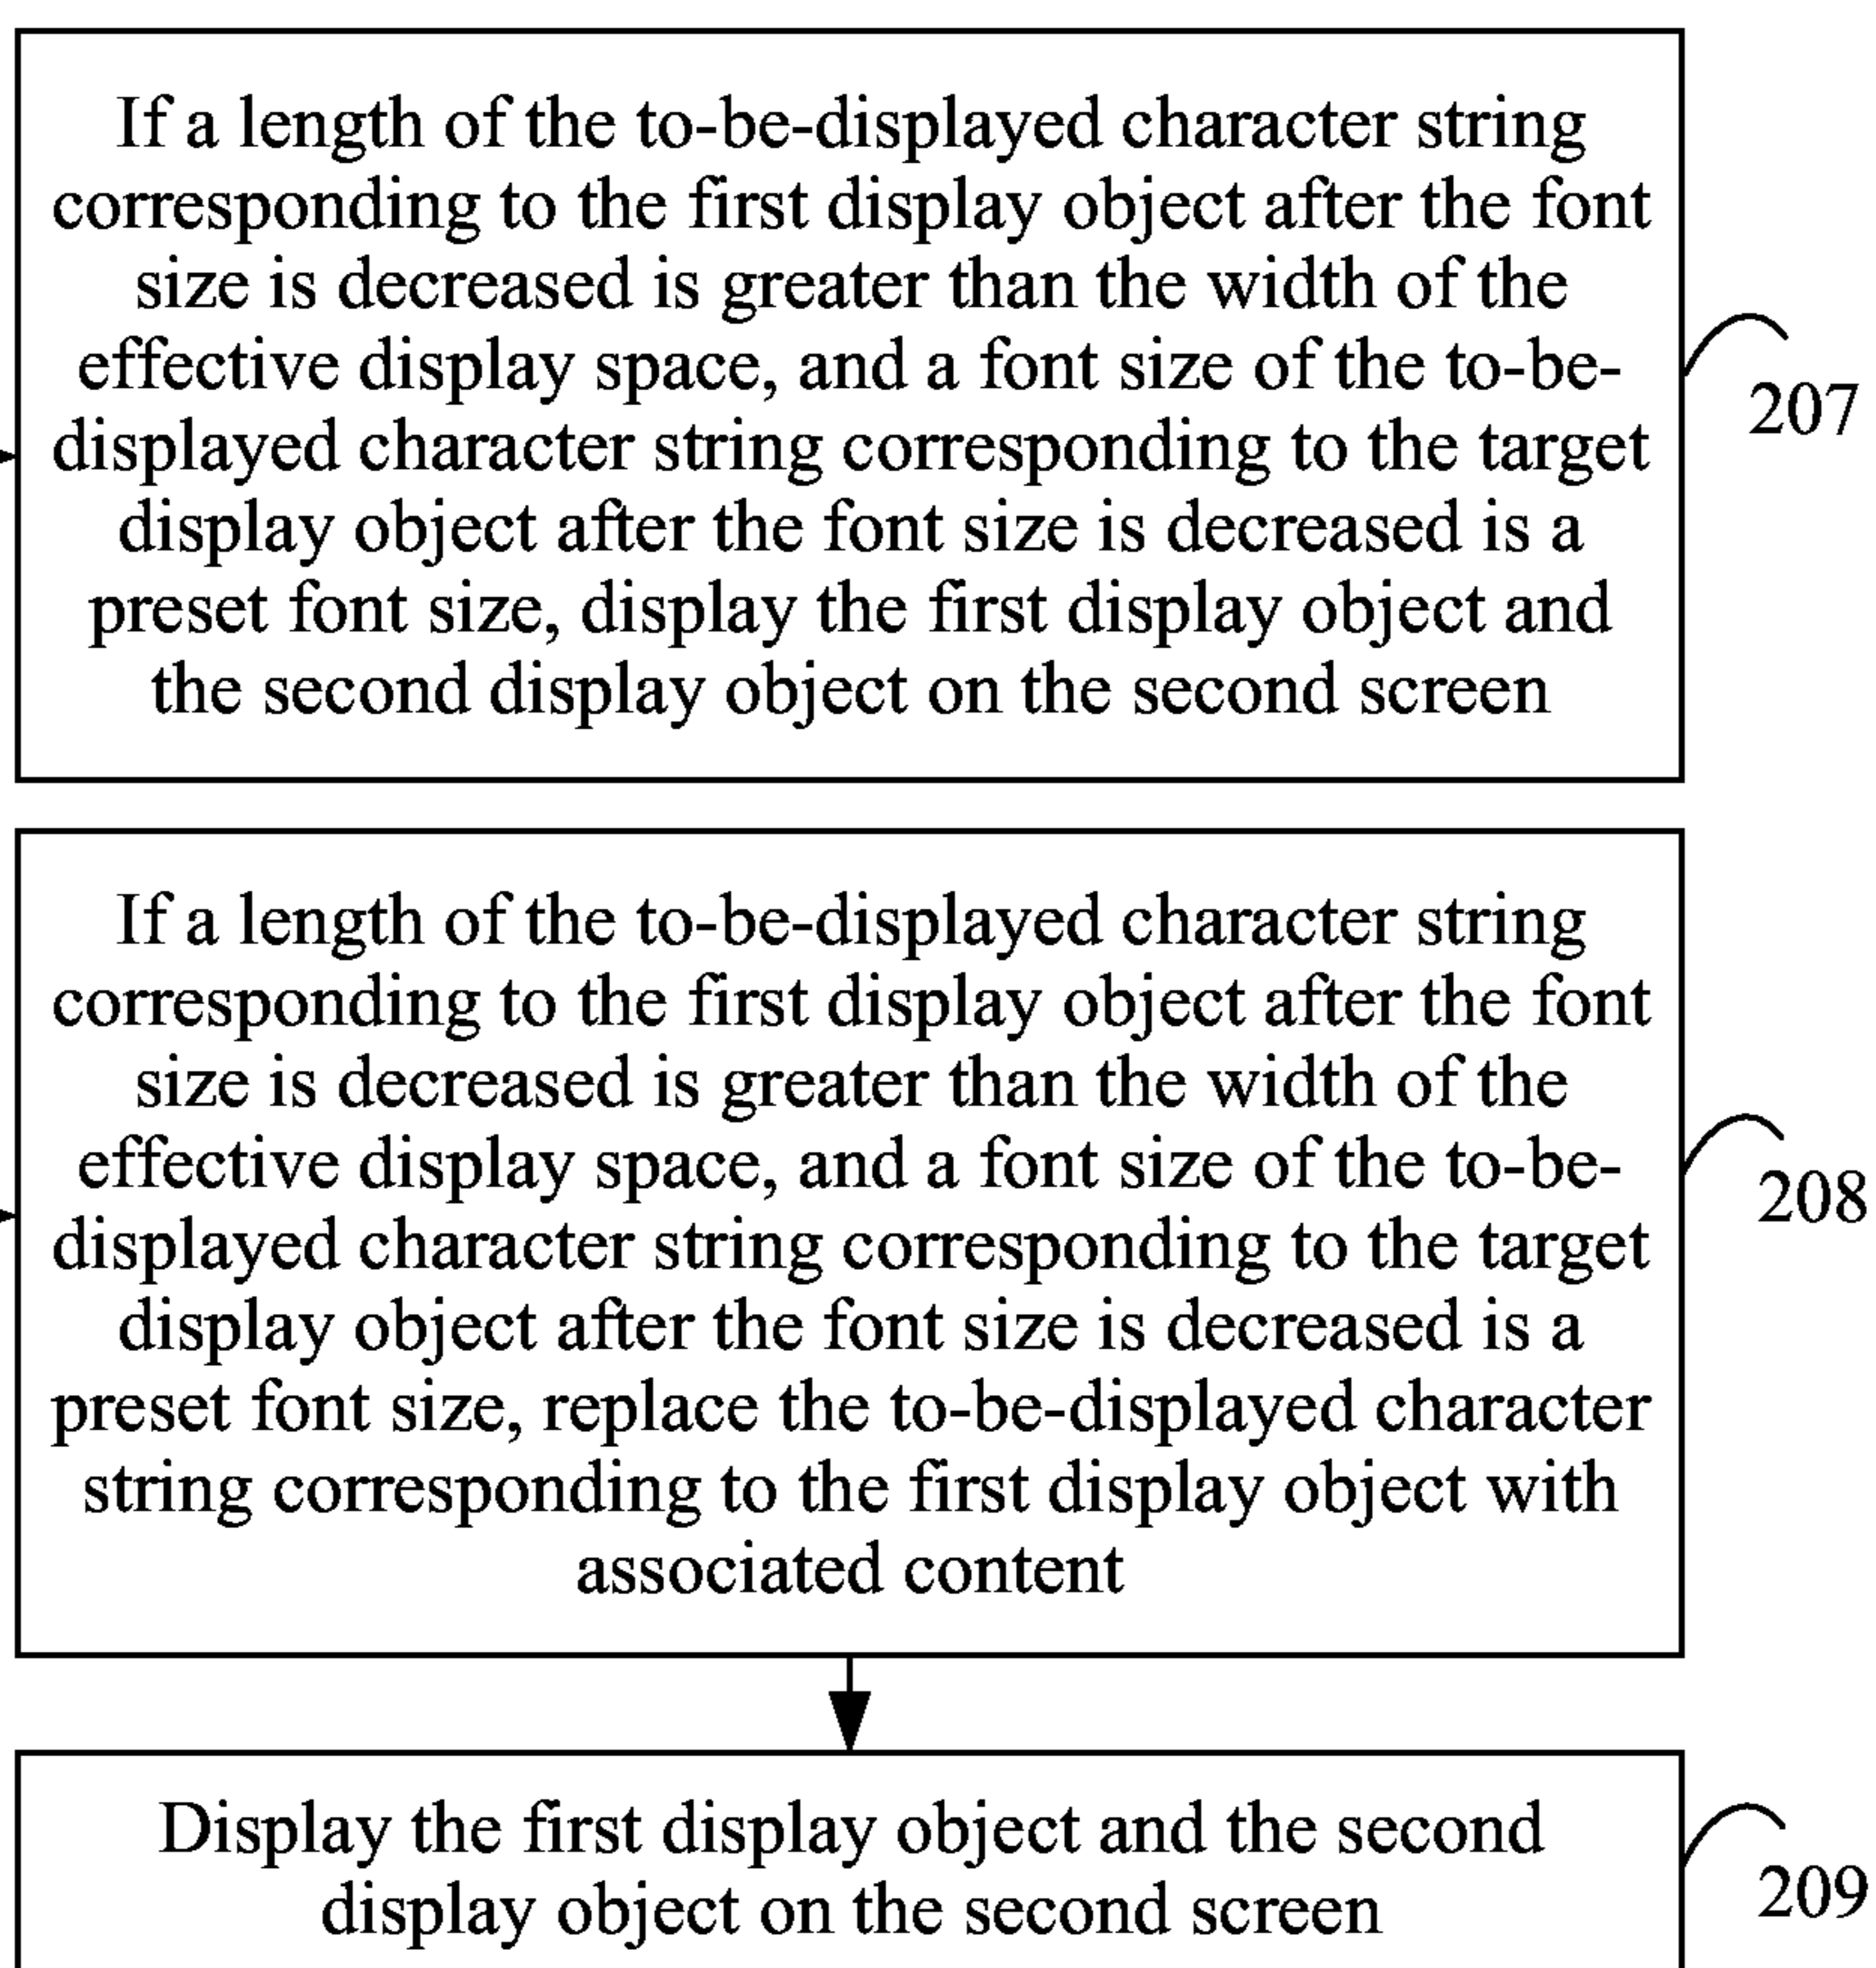 If a length of the to-be-displayed character string
corresponding to the first display object after the font
size is decreased is greater than the width of the
effective display space, and a font size of the to-be-
displayed character string corresponding to the target
display object after the font size is decreased is a
preset font size, display the first display object and
the second display object on the second screen
207
If a length of the to-be-displayed character string
corresponding to the first display object after the font
size is decreased is greater than the width of the
effective display space, and a font size of the to-be-
displayed character string corresponding to the target
display object after the font size is decreased is a
preset font size, replace the to-be-displayed character
string corresponding to the first display object with
associated content
208
Display the first display object and the second
display object on the second screen
209